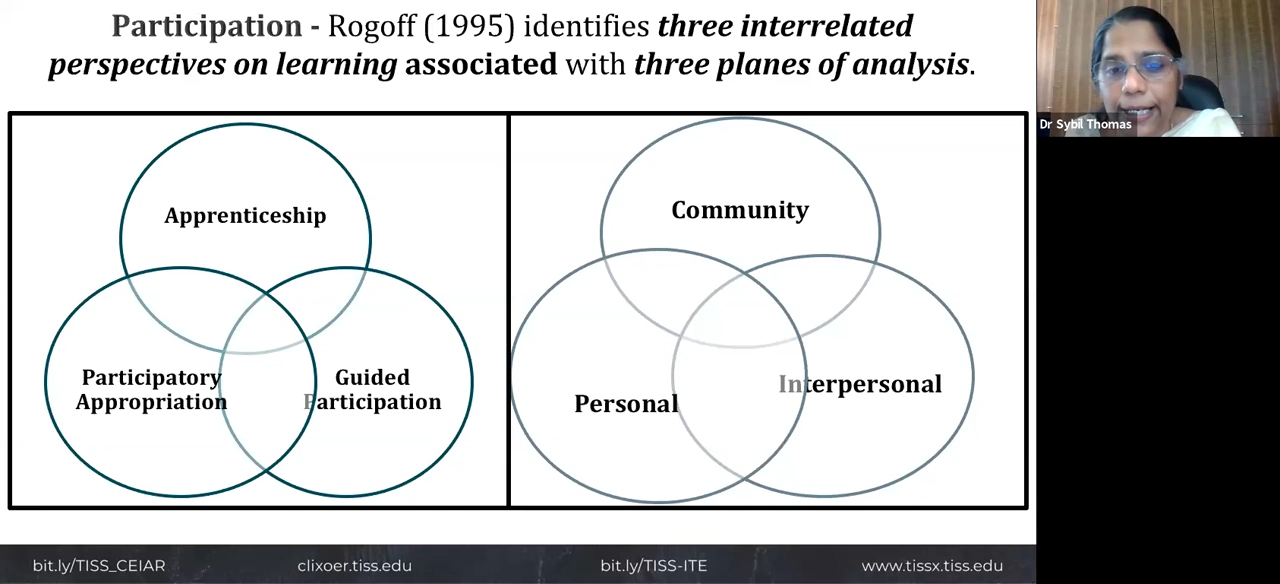 Participation - Rogoff (1995) identifies three interrelated
perspectives on learning associated with three planes of analysis.
Apprenticeship
Participatory
Appropriation
Guided
Participation
Community
Personal
Interpersonal
Dr Sybil Thomas
bit.ly/TISS_CEIAR
clixoer.tiss.edu
bit.ly/TISS-ITE
www.tissx.tiss.edu